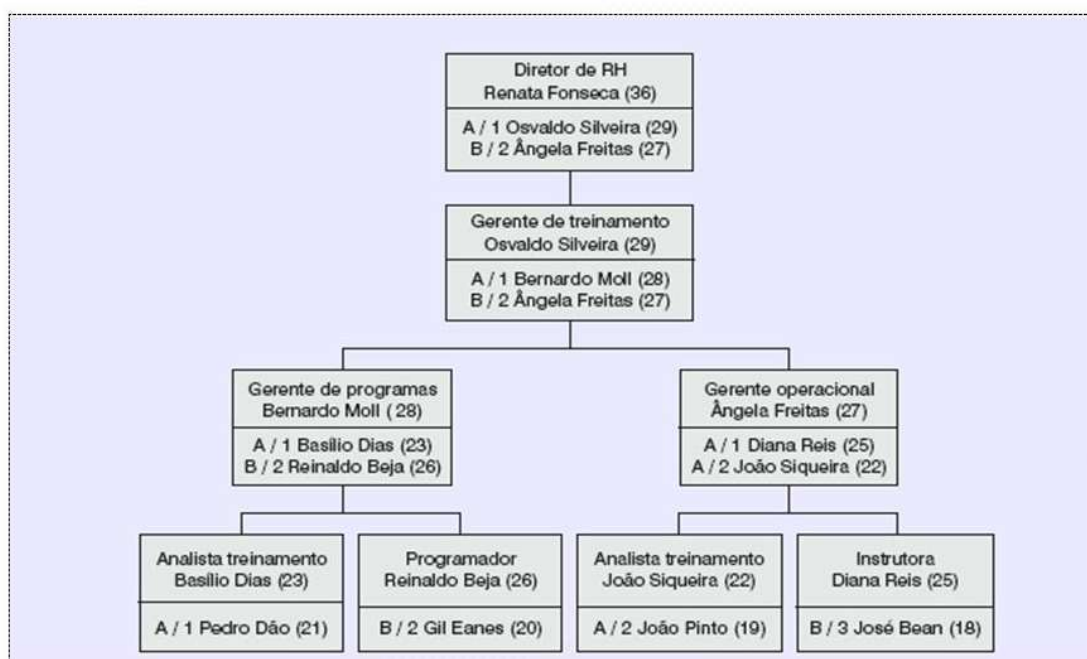 Diretor de RH
Renata Fonseca (36)
A / 1 Osvaldo Silveira (29)
B / 2 Ângela Freitas (27)
Gerente de treinamento
Osvaldo Silveira (29)
A / 1 Bernardo Moll (28)
B / 2 Ângela Freitas (27)
Gerente de programas
Bernardo Moll ( 28)
A / 1 Basílio Dias (23)
B / 2 Reinaldo Beja (26)
Gerente operacional
Ângela Freitas (27)
A / 1 Diana Reis (25)
A / 2 João Siqueira (22)
Analista treinamento
Basílio Dias (23)
A / 1 Pedro Dão (21)
Programador
Reinaldo Beja (26)
B / 2 Gil Eanes (20)
Analista treinamento
João Siqueira (22)
A / 2 João Pinto (19)
Instrutora
Diana Reis (25)
B / 3 José Bean (18)